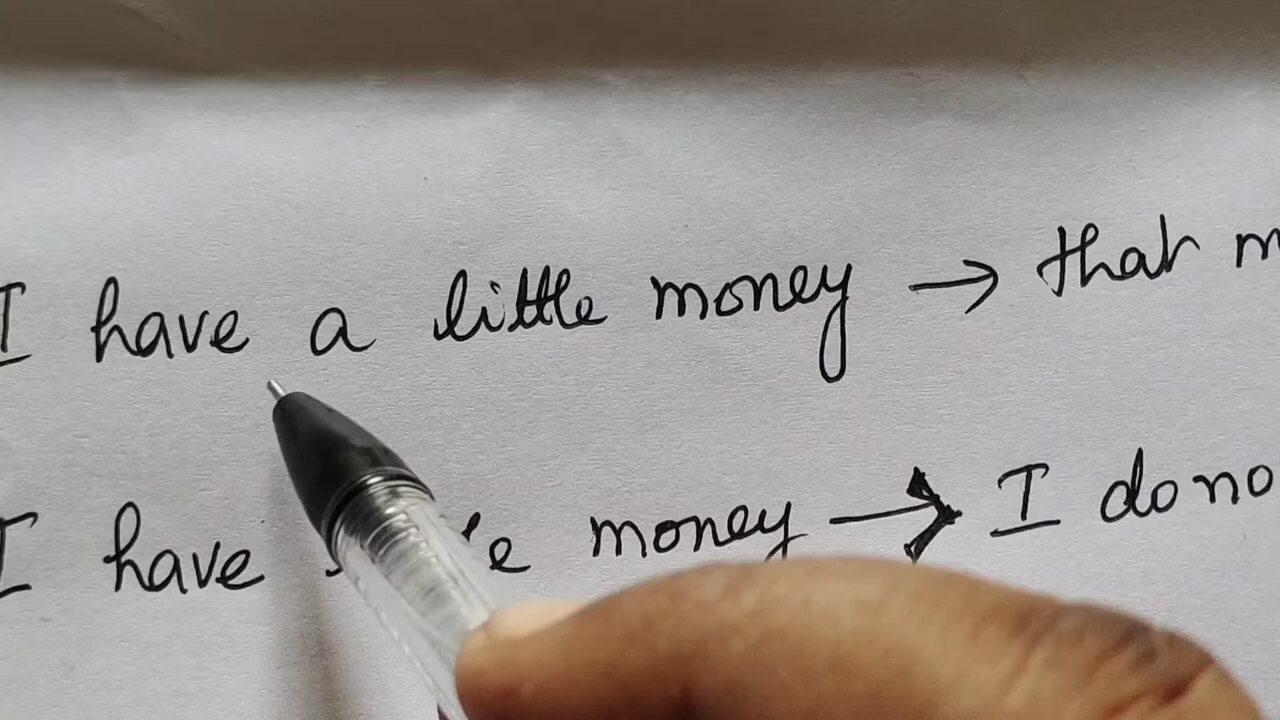 I have a little money → that
I have money → I do no